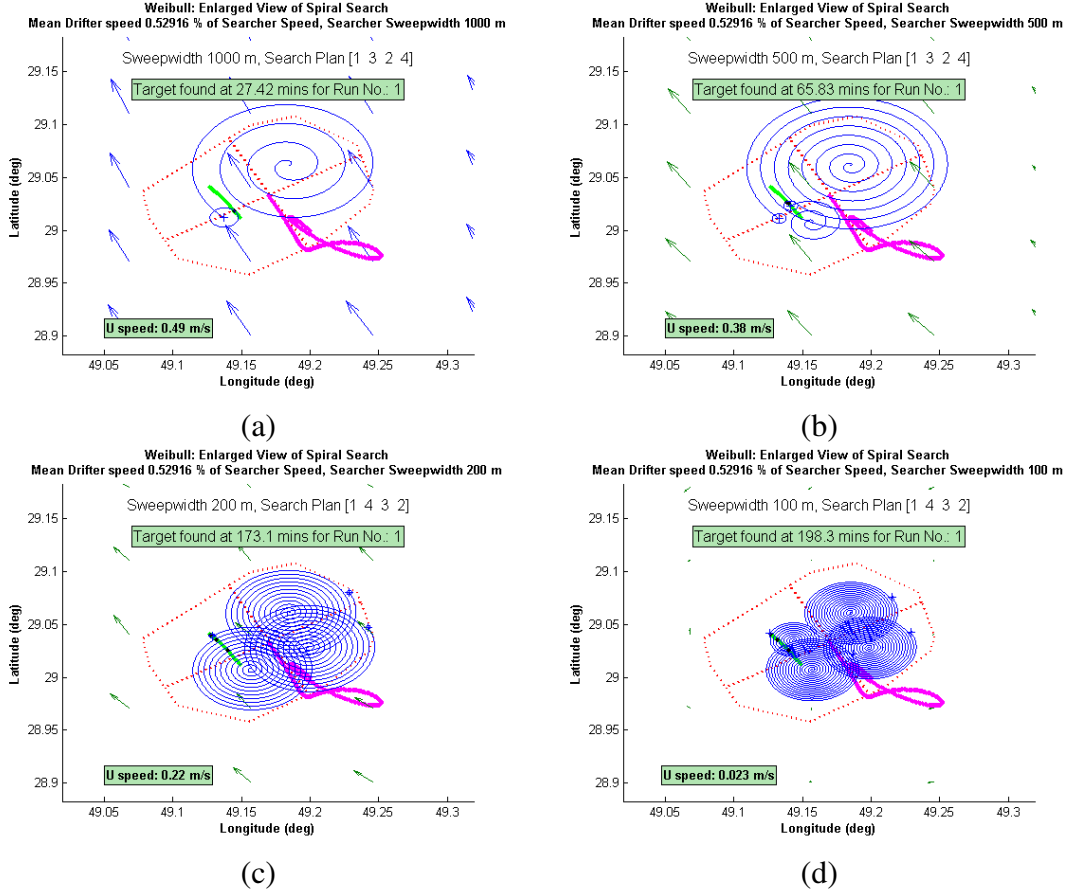 Weibull: Enlarged View of Spiral Search
Mean Drifter speed 0.52916 % of Searcher Speed, Searcher Sweepwidth 1000 m
Sweepwidth 1000 m, Search Plan [1 3 2 4]
Target found at 27.42 mins for Run No.: 1
29.15
29.1
29.05
29
28.95
28.9
Latitude (deg)
U speed: 0.49 m/s
49.05 49.1 49.15 49.2 49.25 49.3
Longitude (deg)
(a)
Weibull: Enlarged View of Spiral Search
Mean Drifter speed 0.52916 % of Searcher Speed, Searcher Sweepwidth 500 m
Sweepwidth 500 m, Search Plan [1 3 2 4]
Target found at 65.83 mins for Run No.: 1
29.15
29.1
29.05
29
28.95
28.9
Latitude (deg)
U speed: 0.38 m/s
49.05 49.1 49.15 49.2 49.25 49.3
Longitude (deg)
(b)
Weibull: Enlarged View of Spiral Search
Mean Drifter speed 0.52916 % of Searcher Speed, Searcher Sweepwidth 200 m
Sweepwidth 200 m, Search Plan [1 4 3 2]
Target found at 173.1 mins for Run No.: 1
29.15
29.1
29.05
29
28.95
28.9
Latitude (deg)
U speed: 0.22 m/s
49.05 49.1 49.15 49.2 49.25 49.3
Longitude (deg)
(c)
Weibull: Enlarged View of Spiral Search
Mean Drifter speed 0.52916 % of Searcher Speed, Searcher Sweepwidth 100 m
Sweepwidth 100 m, Search Plan [1 4 3 2]
Target found at 198.3 mins for Run No.: 1
29.15
29.1
29.05
29
28.95
28.9
Latitude (deg)
U speed: 0.023 m/s
49.05 49.1 49.15 49.2 49.25 49.3
Longitude (deg)
(d)